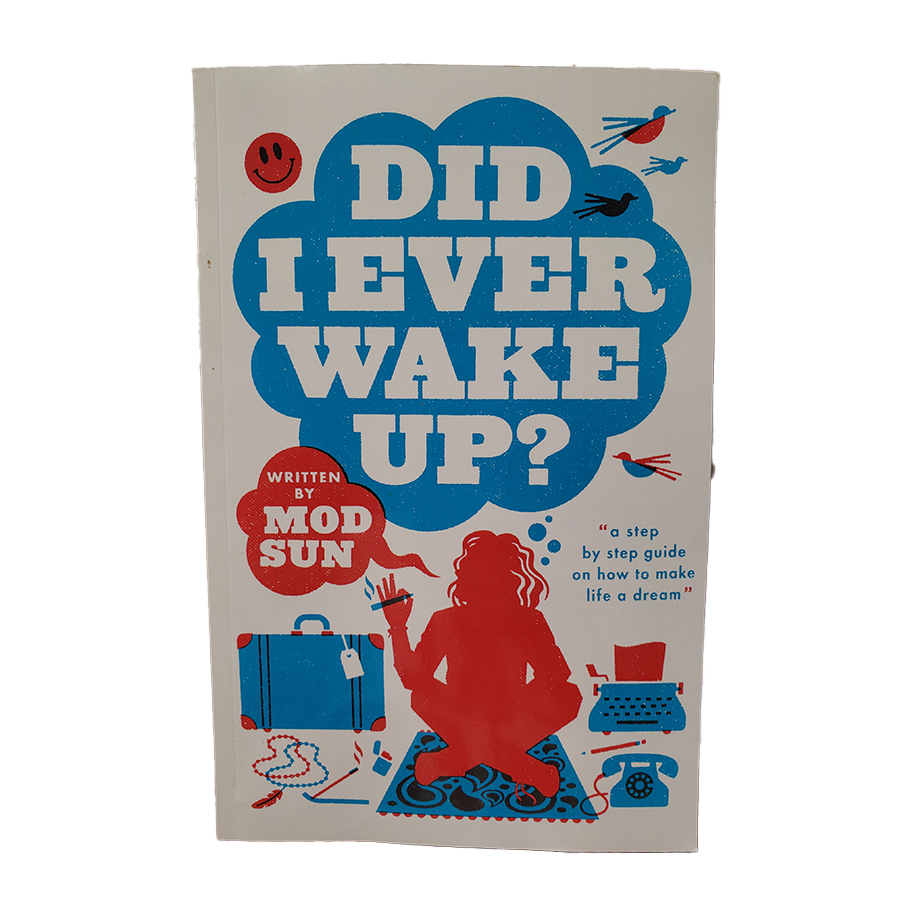 DID
I EVER
WAKE
UP?
WRITTEN
BY
MOD
SUN
“a step
by step guide
on how to make
life a dream”